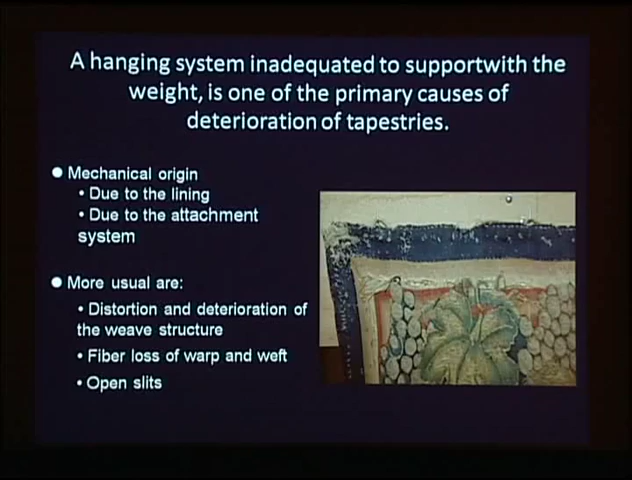 A hanging system inadequated to supportwith the
weight, is one of the primary causes of
deterioration of tapestries.
● Mechanical origin
• Due to the lining
• Due to the attachment
system
● More usual are:
• Distortion and deterioration of
the weave structure
• Fiber loss of warp and weft
• Open slits